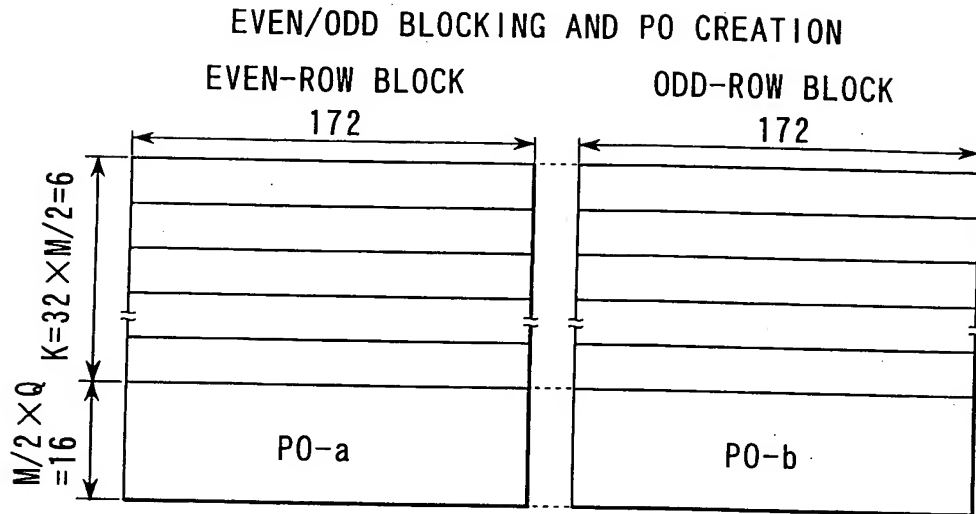 EVEN/ODD BLOCKING AND PO CREATION
EVEN-ROW BLOCK
ODD-ROW BLOCK
172
172
K=32×M/2=6
M/2×Q
=16
PO-a
PO-b